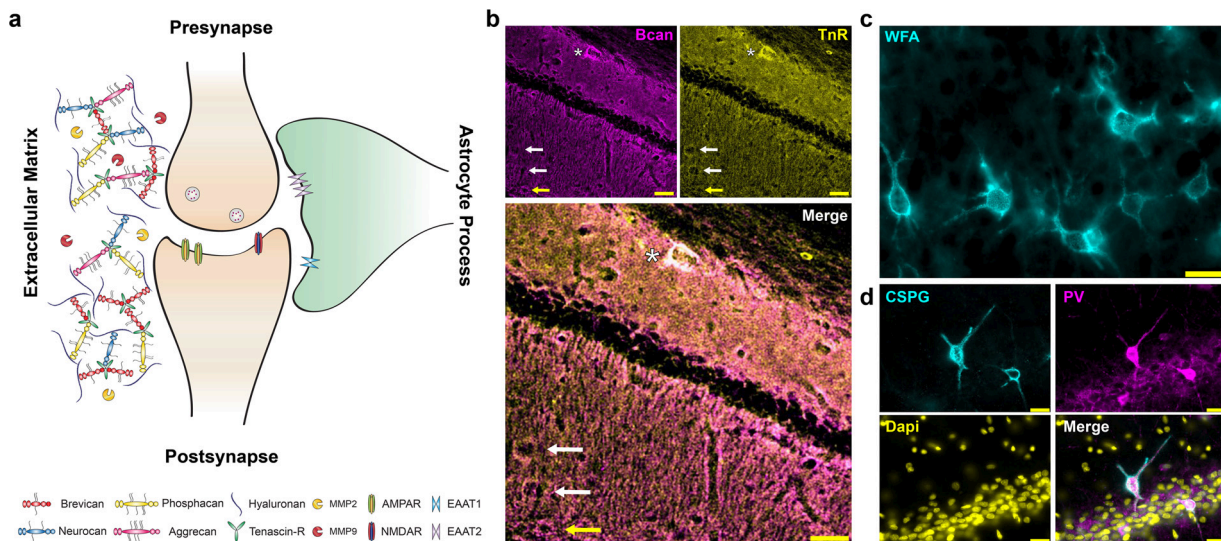 a
Presynapse
Extracellular Matrix
Astrocyte Process
Postsynapse
Brevican
Phosphacan
Hyaluronan
MMP2
AMPAR
EAAT1
Neurocan
Aggrecan
Tenascin-R
MMP9
NMDAR
EAAT2
b
Bcan
*
TnR
*
Merge
*
c
WFA
d
CSPG
PV
Dapi
Merge